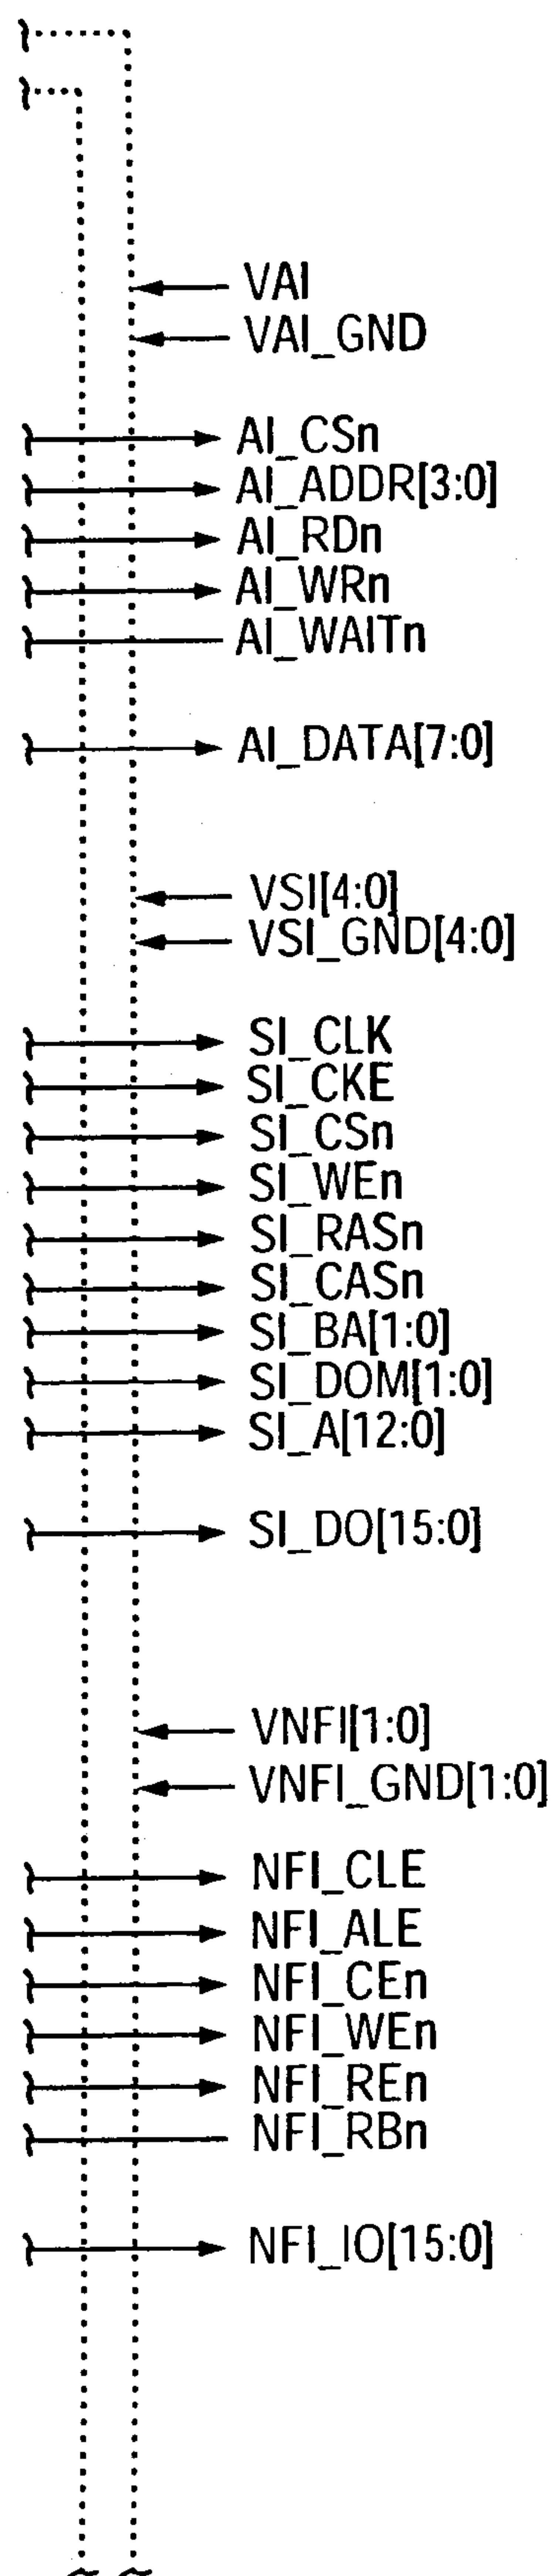 VAI
VAI_GND
AI_CSn
AI_ADDR[3:0]
AI_RDn
AI_WRn
AI_WAITn
AI_DATA[7:0]
VSI[4:0]
VSI_GND[4:0]
SI_CLK
SI_CKE
SI_CSn
SI_WEn
SI_RASn
SI_CASn
SI_BA[1:0]
SI_DOM[1:0]
SI_A[12:0]
SI_DO[15:0]
VNFI[1:0]
VNFI_GND[1:0]
NFI_CLE
NFI_ALE
NFI_CEn
NFI_WEn
NFI_REn
NFI_RBn
NFI_IO[15:0]